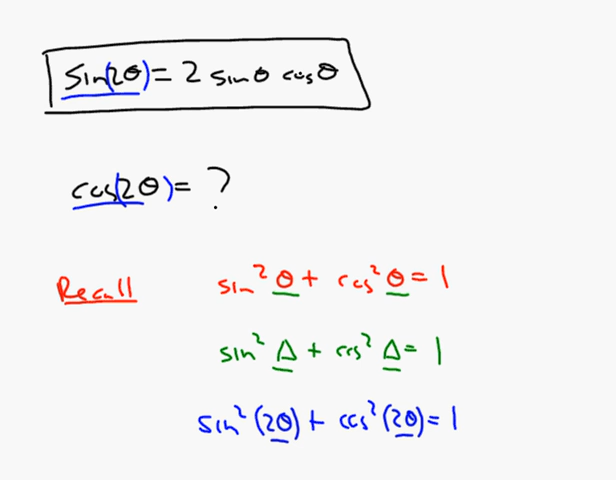 sin(2θ) = 2 sinθ cosθ
cos(2θ) = ?
Recall sin²θ + cos²θ = 1
sin²Δ + cos²Δ = 1
sin²(2θ) + cos²(2θ) = 1